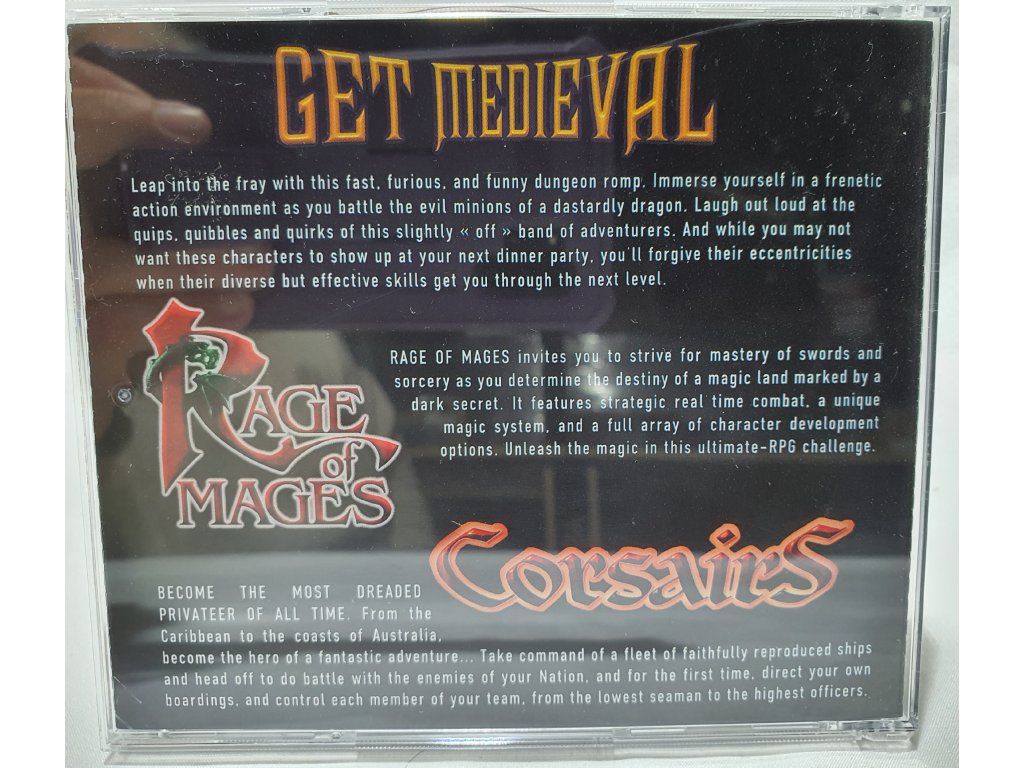 GET MEDIEVAL
Leap into the fray with this fast, furious, and funny dungeon romp. Immerse yourself in a frenetic
action environment as you battle the evil minions of a dastardly dragon. Laugh out loud at the
quips, quibbles and quirks of this slightly « off » band of adventurers. And while you may not
want these characters to show up at your next dinner party, you'll forgive their eccentricities
when their diverse but effective skills get you through the next level.
RAGE
of
MAGES
RAGE OF MAGES invites you to strive for mastery of swords and
sorcery as you determine the destiny of a magic land marked by a
dark secret. It features strategic real time combat, a unique
magic system, and a full array of character development
options. Unleash the magic in this ultimate-RPG challenge.
CorsairS
BECOME THE MOST DREADED
PRIVATEER OF ALL TIME. From the
Caribbean to the coasts of Australia,
become the hero of a fantastic adventure... Take command of a fleet of faithfully reproduced ships
and head off to do battle with the enemies of your Nation, and for the first time, direct your own
boardings, and control each member of your team, from the lowest seaman to the highest officers.